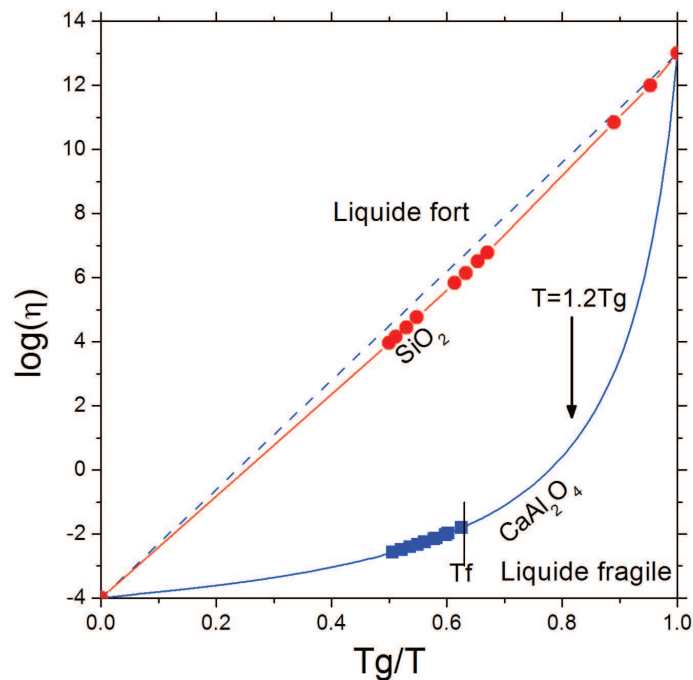 14
12
10
8
6
4
2
0
-2
-4
log(η)
Liquide fort
SiO₂
T=1.2Tg
CaAl₂O₄
Tf
Liquide fragile
0.0 0.2 0.4 0.6 0.8 1.0
Tg/T